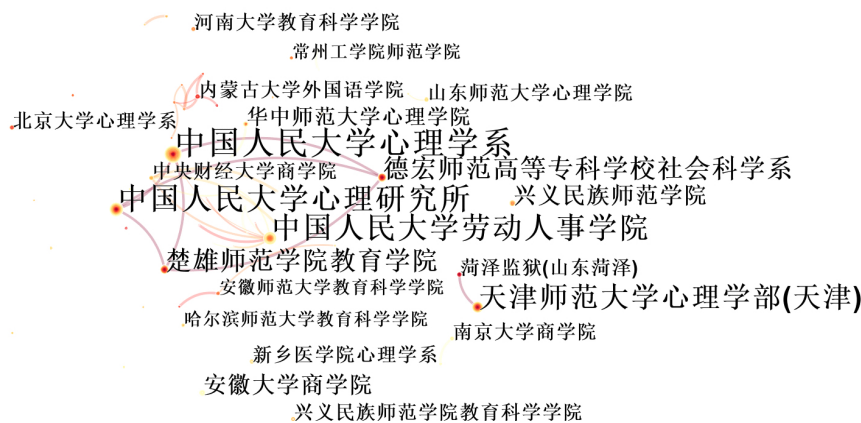 河南大学教育科学学院
常州工学院师范学院
内蒙古大学外国语学院
山东师范大学心理学院
北京大学心理学系
华中师范大学心理学院
中国人民大学心理学系
中央财经大学商学院
德宏师范高等专科学校社会科学系
中国人民大学心理研究所
兴义民族师范学院
中国人民大学劳动人事学院
楚雄师范学院教育学院
菏泽监狱(山东菏泽)
安徽师范大学教育科学学院
天津师范大学心理学部(天津)
哈尔滨师范大学教育科学学院
南京大学商学院
新乡医学院心理学系
安徽大学商学院
兴义民族师范学院教育科学学院